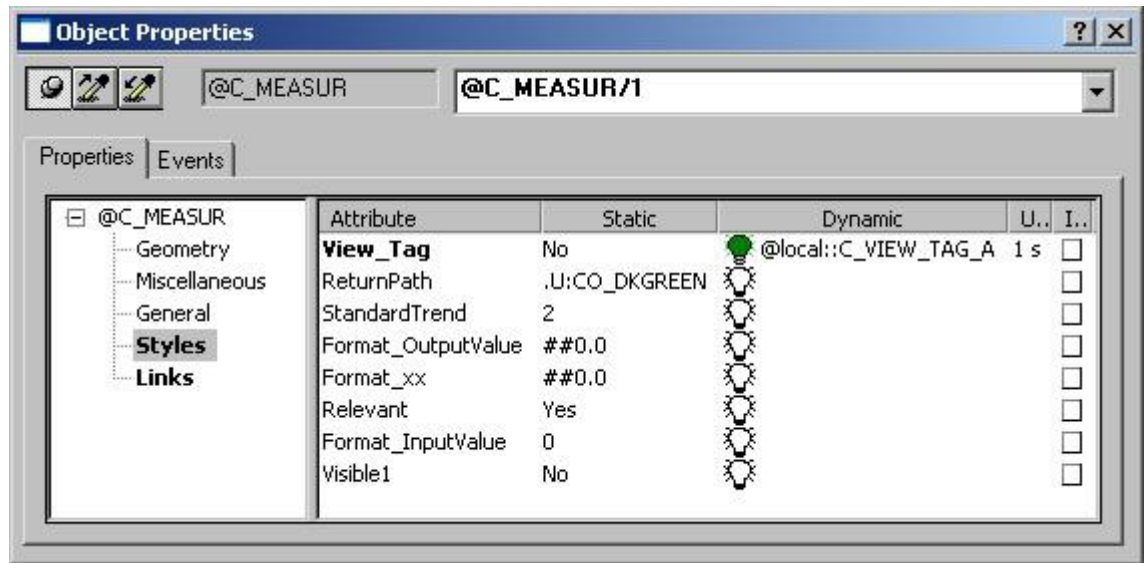 Object Properties
@C_MEASUR @C_MEASUR/1
Properties Events
@C_MEASUR
Geometry
Miscellaneous
General
Styles
Links
Attribute Static Dynamic U.. I..
View_Tag No @local::C_VIEW_TAG_A 1 s
ReturnPath .U:CO_DKGREEN
StandardTrend 2
Format_OutputValue ##0.0
Format_xx ##0.0
Relevant Yes
Format_InputValue 0
Visible1 No